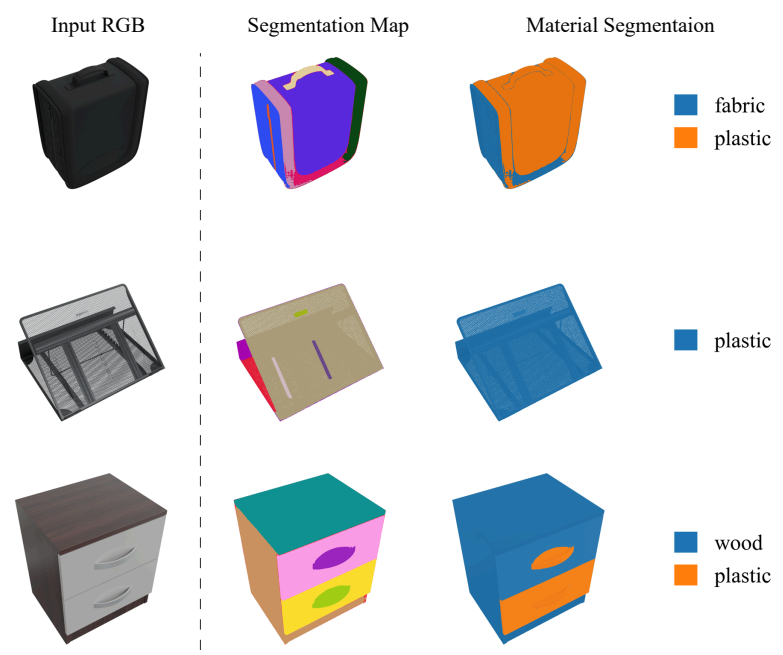 Input RGB
Segmentation Map
Material Segmentaion
fabric
plastic
plastic
wood
plastic